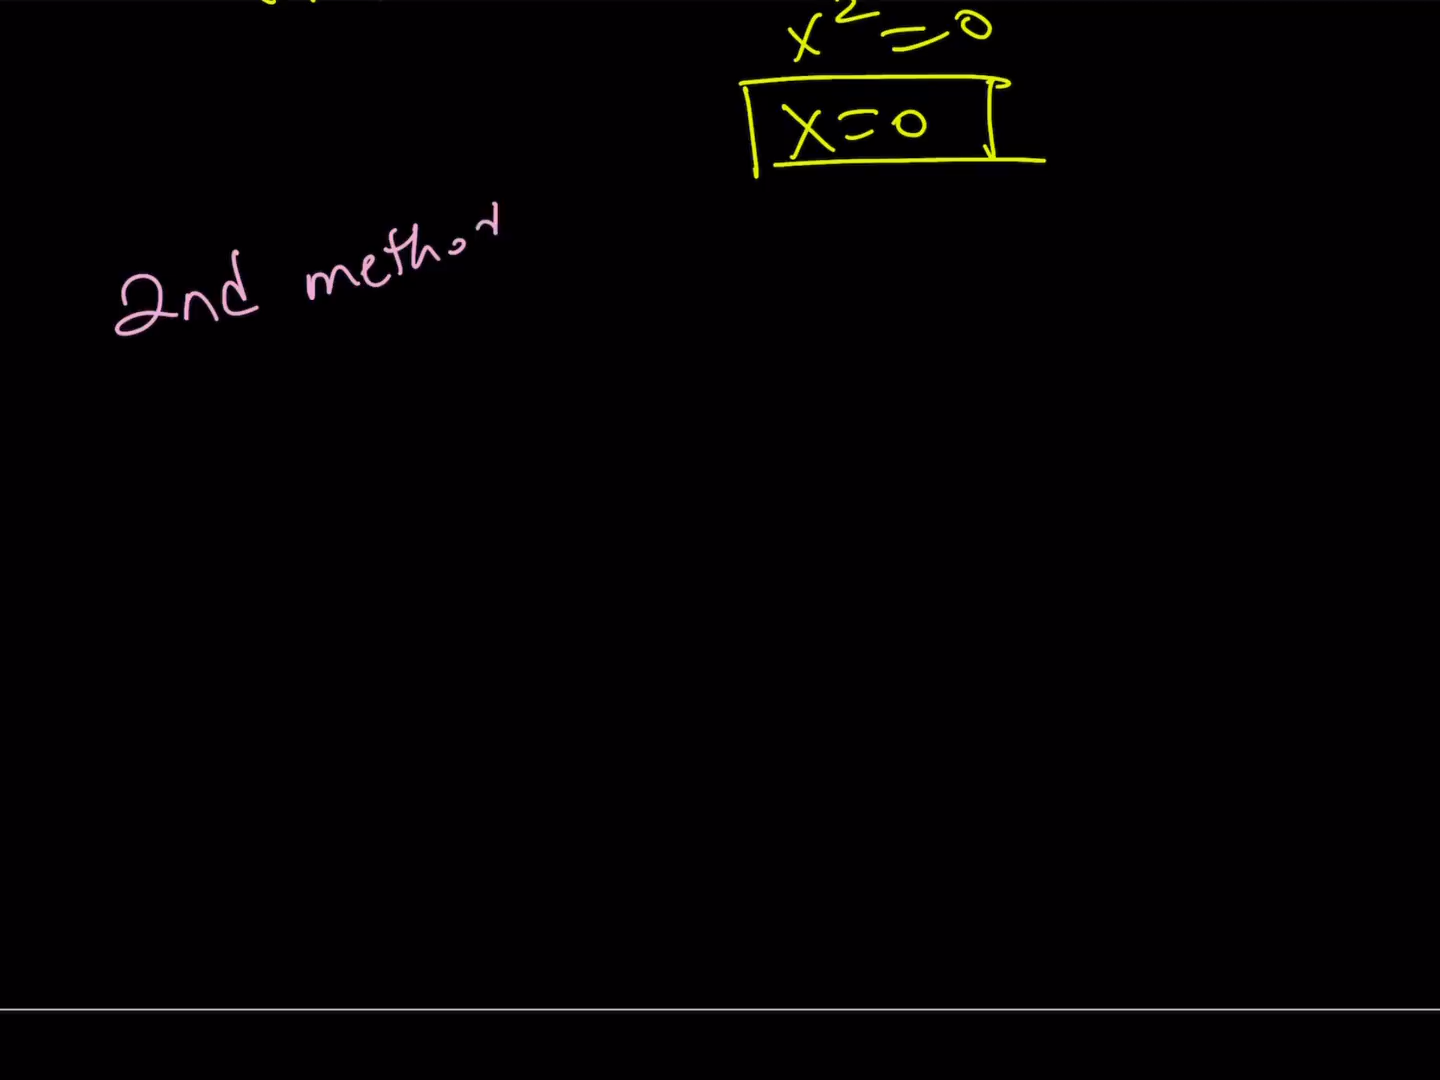 x² = 0
x = 0
2nd method